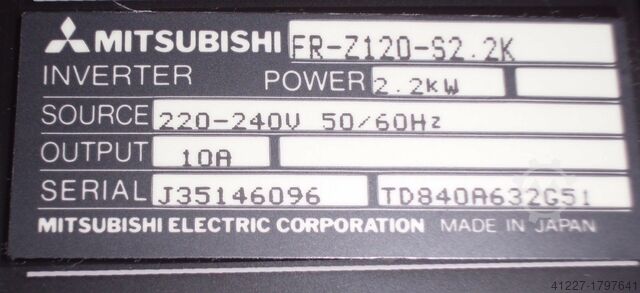 MITSUBISHI FR-Z120-S2.2K
INVERTER POWER 2.2kW
SOURCE 220-240V 50/60Hz
OUTPUT 10A
SERIAL J35146096 TD840A632G51
MITSUBISHI ELECTRIC CORPORATION MADE IN JAPAN
41227-1797641